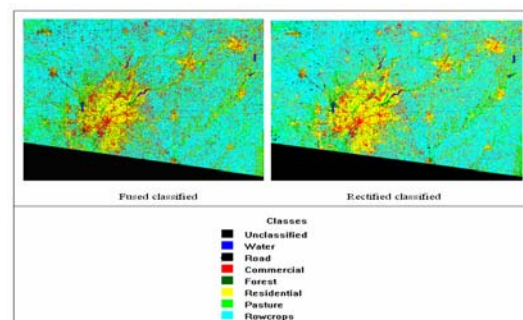 Fused classified
Rectified classified
Classes
Unclassified
Water
Road
Commercial
Forest
Residential
Pasture
Rowcrops